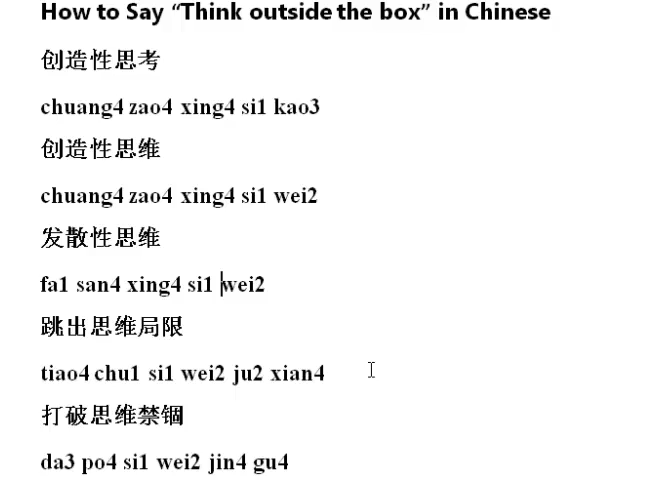 How to Say “Think outside the box” in Chinese
创造性思考
chuang4 zao4 xing4 si1 kao3
创造性思维
chuang4 zao4 xing4 si1 wei2
发散性思维
fa1 san4 xing4 si1 wei2
跳出思维局限
tiao4 chu1 si1 wei2 ju2 xian4
打破思维禁锢
da3 po4 si1 wei2 jin4 gu4